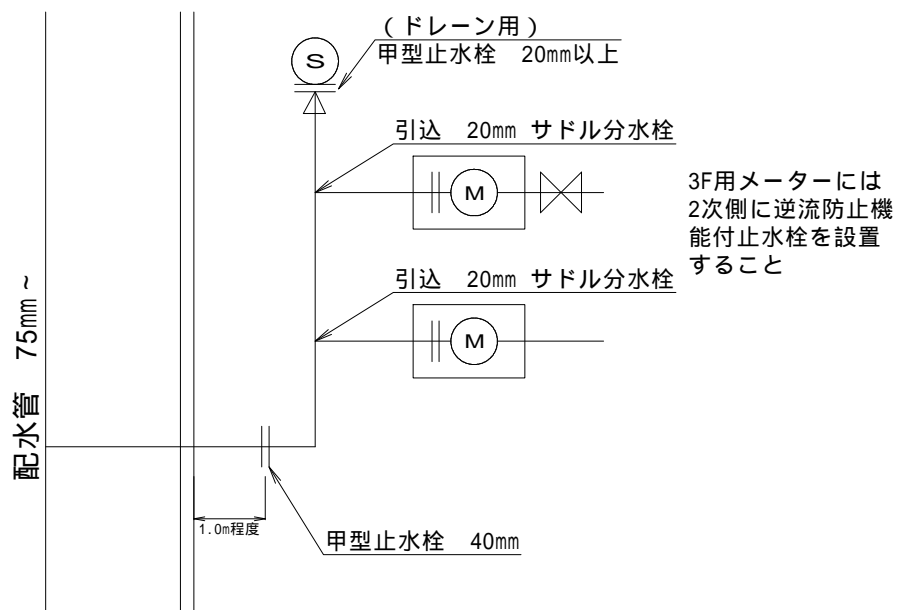 (ドレーン用)
甲型止水栓 20mm以上
S
引込 20mm サドル分水栓
M
3F用メーターには
2次側に逆流防止機
能付止水栓を設置
すること
引込 20mm サドル分水栓
M
配水管 75mm~
1.0m程度
甲型止水栓 40mm